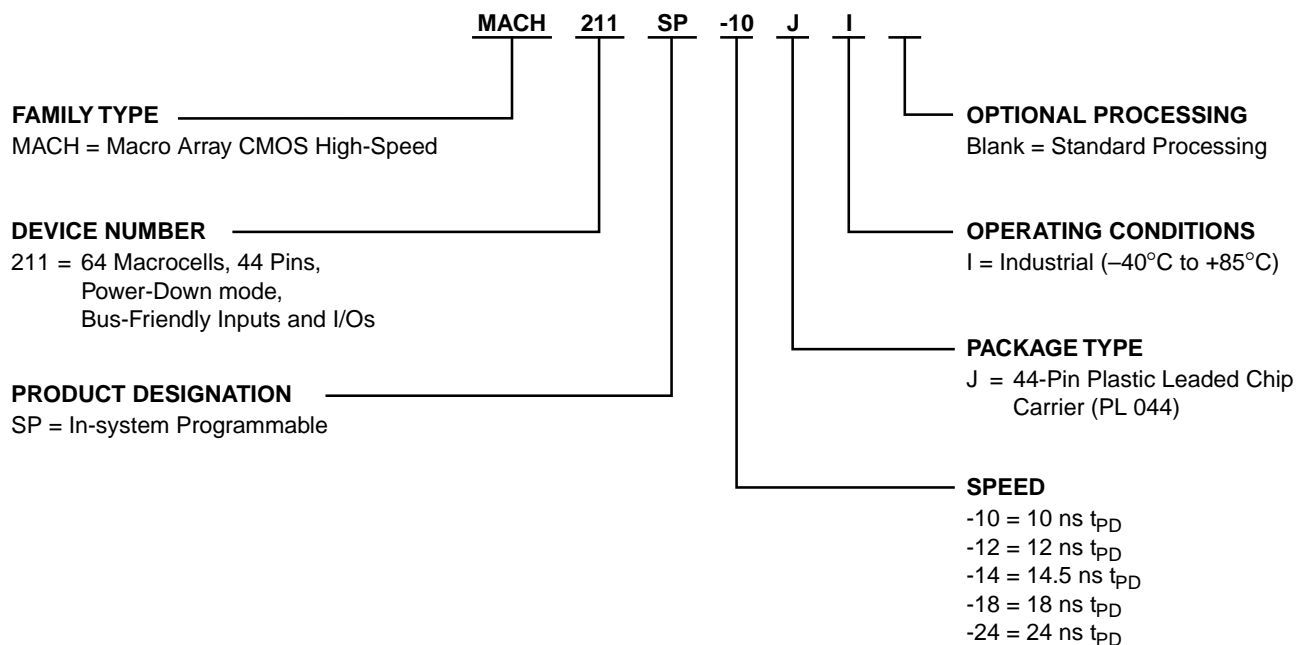 MACH 211 SP -10 J I
FAMILY TYPE
MACH = Macro Array CMOS High-Speed
DEVICE NUMBER
211 = 64 Macrocells, 44 Pins,
Power-Down mode,
Bus-Friendly Inputs and I/Os
PRODUCT DESIGNATION
SP = In-system Programmable
OPTIONAL PROCESSING
Blank = Standard Processing
OPERATING CONDITIONS
I = Industrial (–40°C to +85°C)
PACKAGE TYPE
J = 44-Pin Plastic Leaded Chip
Carrier (PL 044)
SPEED
-10 = 10 ns tPD
-12 = 12 ns tPD
-14 = 14.5 ns tPD
-18 = 18 ns tPD
-24 = 24 ns tPD